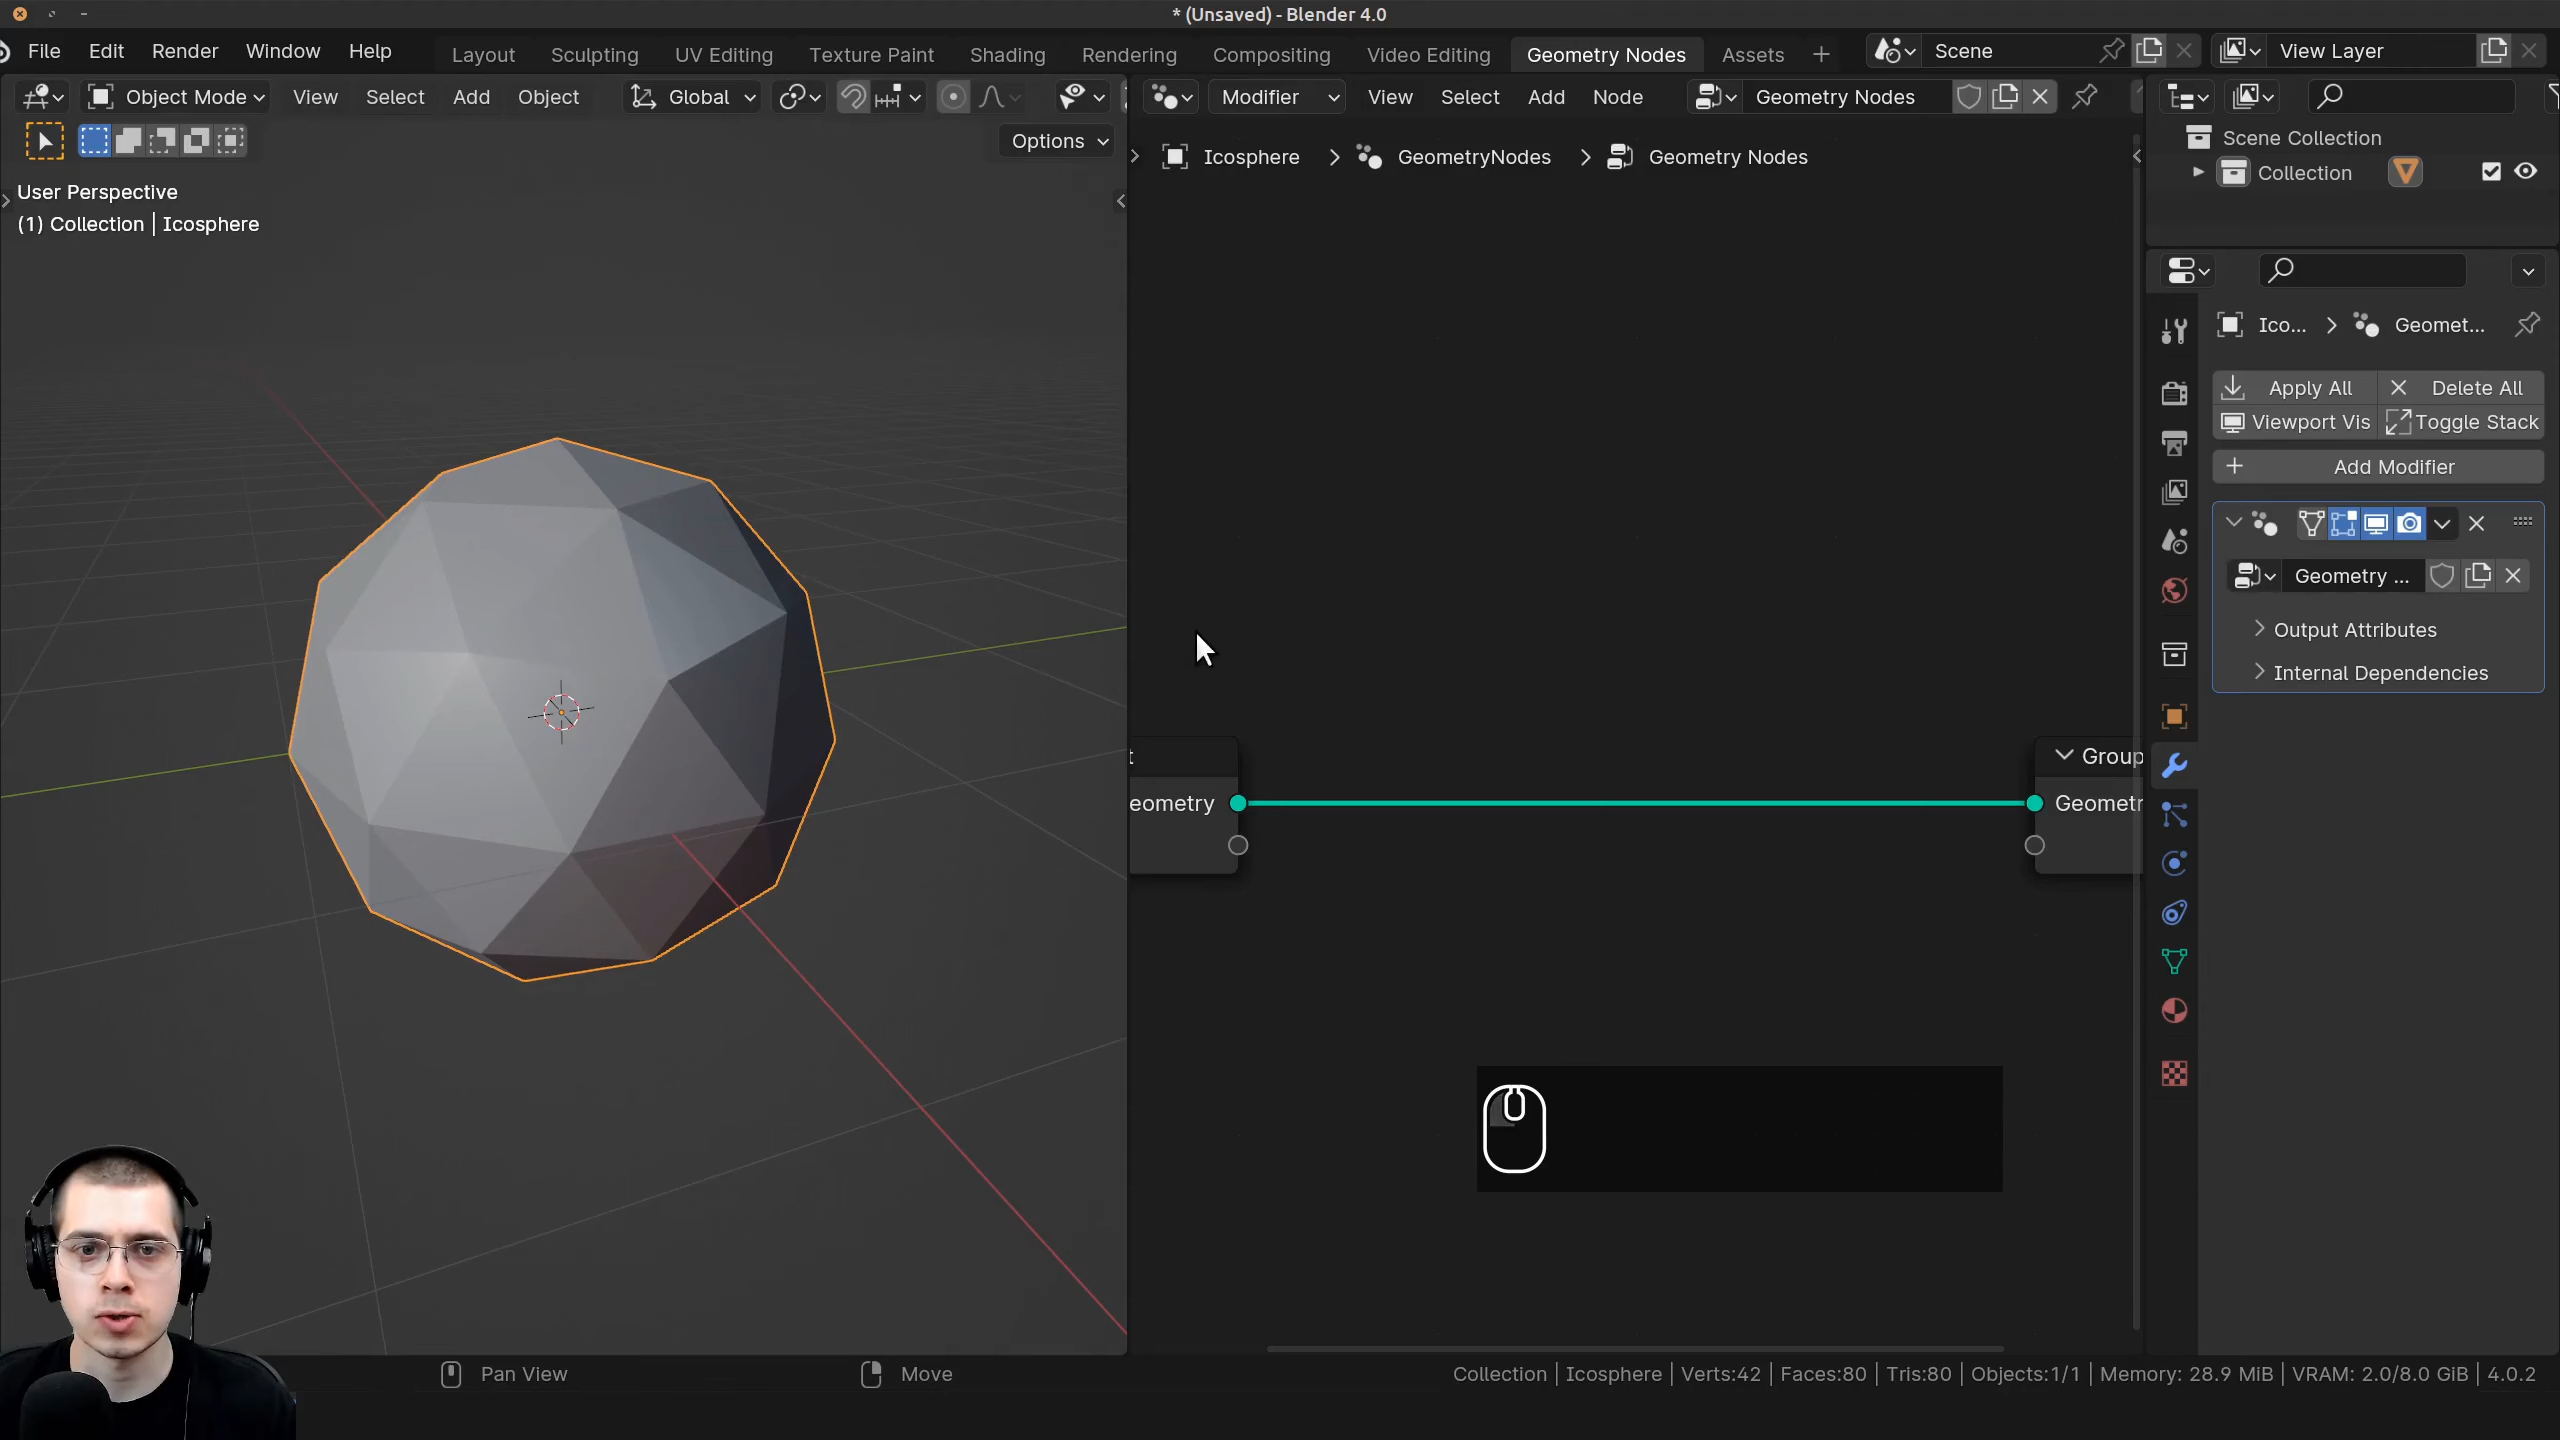 * (Unsaved) - Blender 4.0
File Edit Render Window Help Layout Sculpting UV Editing Texture Paint Shading Rendering Compositing Video Editing Geometry Nodes Assets + Scene View Layer
Object Mode View Select Add Object Global Modifier View Select Add Node Geometry Nodes
Options
User Perspective
(1) Collection | Icosphere
Icosphere > GeometryNodes > Geometry Nodes
Scene Collection
Collection
Ico... > Geomet...
Apply All Delete All
Viewport Vis Toggle Stack
+ Add Modifier
Geometry ...
> Output Attributes
> Internal Dependencies
t
eometry
Group
Geometr
Pan View Move
Collection | Icosphere | Verts:42 | Faces:80 | Tris:80 | Objects:1/1 | Memory: 28.9 MiB | VRAM: 2.0/8.0 GiB | 4.0.2